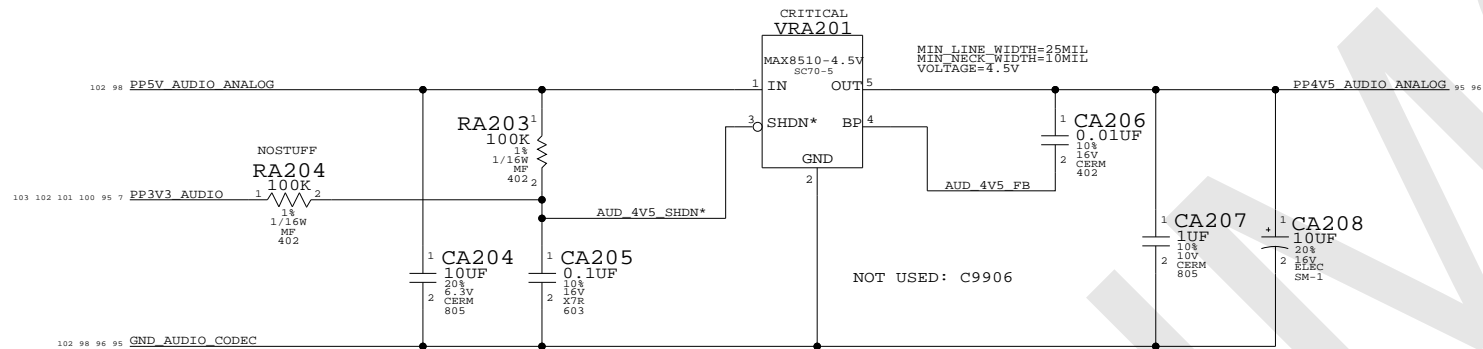 CRITICAL
VRA201
MAX8510-4.5V
SC70-5
1 IN
OUT 5
3 SHDN*
BP 4
GND
2
MIN_LINE_WIDTH=25MIL
MIN_NECK_WIDTH=10MIL
VOLTAGE=4.5V
102 98 PP5V_AUDIO_ANALOG
PP4V5_AUDIO_ANALOG 95 96
RA203
1
100K
1%
1/16W
MF
402
2
CA206
1
0.01UF
10%
16V
2
CERM
402
NOSTUFF
RA204
100K
1
2
1%
1/16W
MF
402
103 102 101 100 95 7 PP3V3_AUDIO
AUD_4V5_FB
AUD_4V5_SHDN*
CA204
1
10UF
20%
6.3V
2
CERM
805
CA205
1
0.1UF
10%
16V
2
X7R
603
NOT USED: C9906
CA207
1
1UF
10%
10V
2
CERM
805
CA208
1
+
10UF
20%
16V
2
ELEC
SM-1
102 98 96 95 GND_AUDIO_CODEC